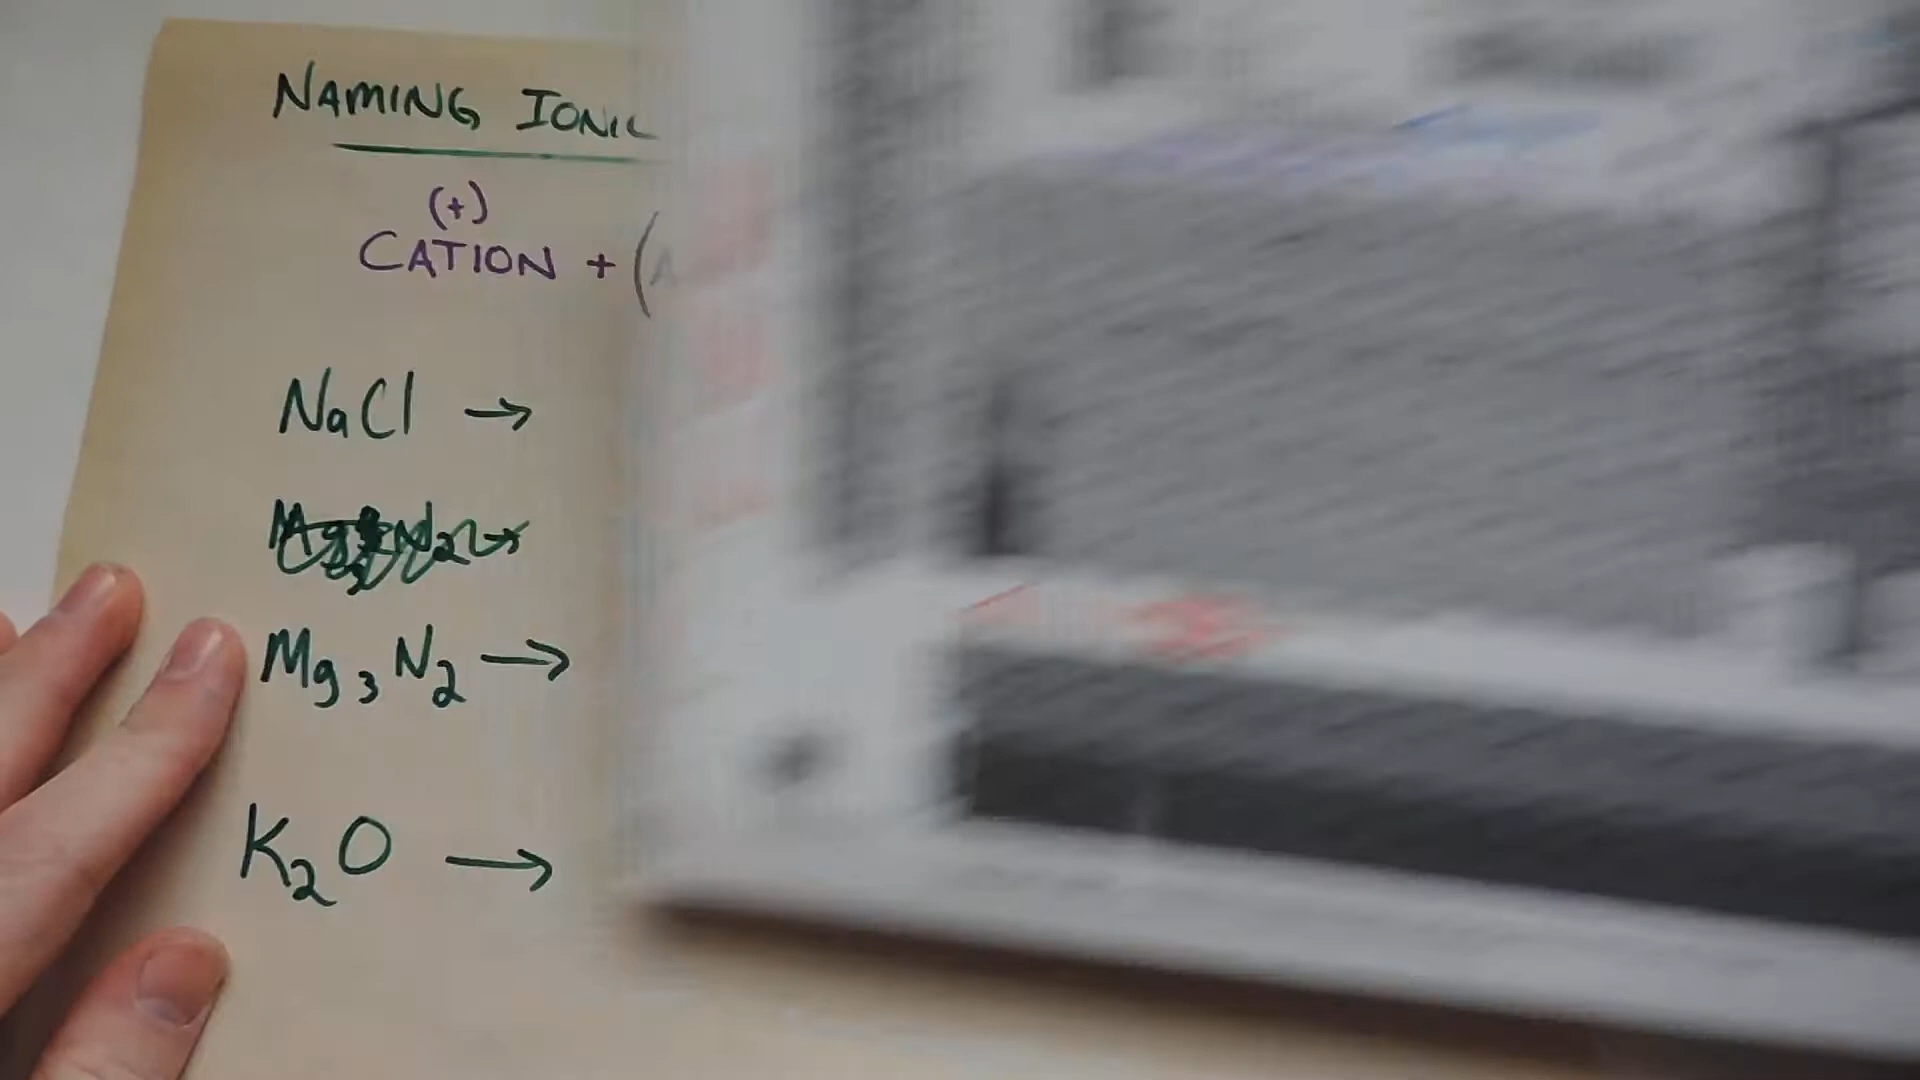 NAMING IONIC
(+)
CATION + (
NaCl →
Mg₃N₂ →
K₂O →